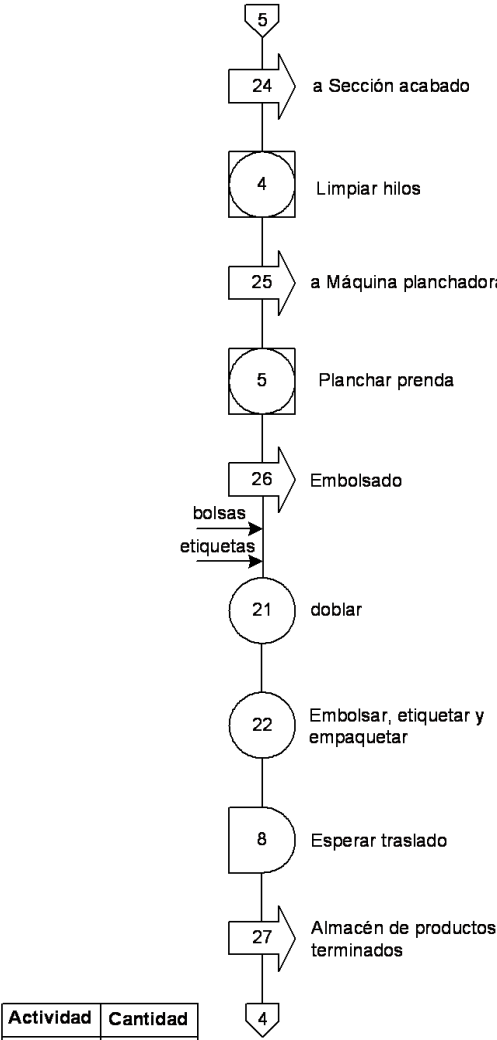 5
24
a Sección acabado
4
Limpiar hilos
25
a Máquina planchadora
5
Planchar prenda
26
Embolsado
bolsas
etiquetas
21
doblar
22
Embolsar, etiquetar y
empaquetar
8
Esperar traslado
27
Almacén de productos
terminados
4
Actividad Cantidad